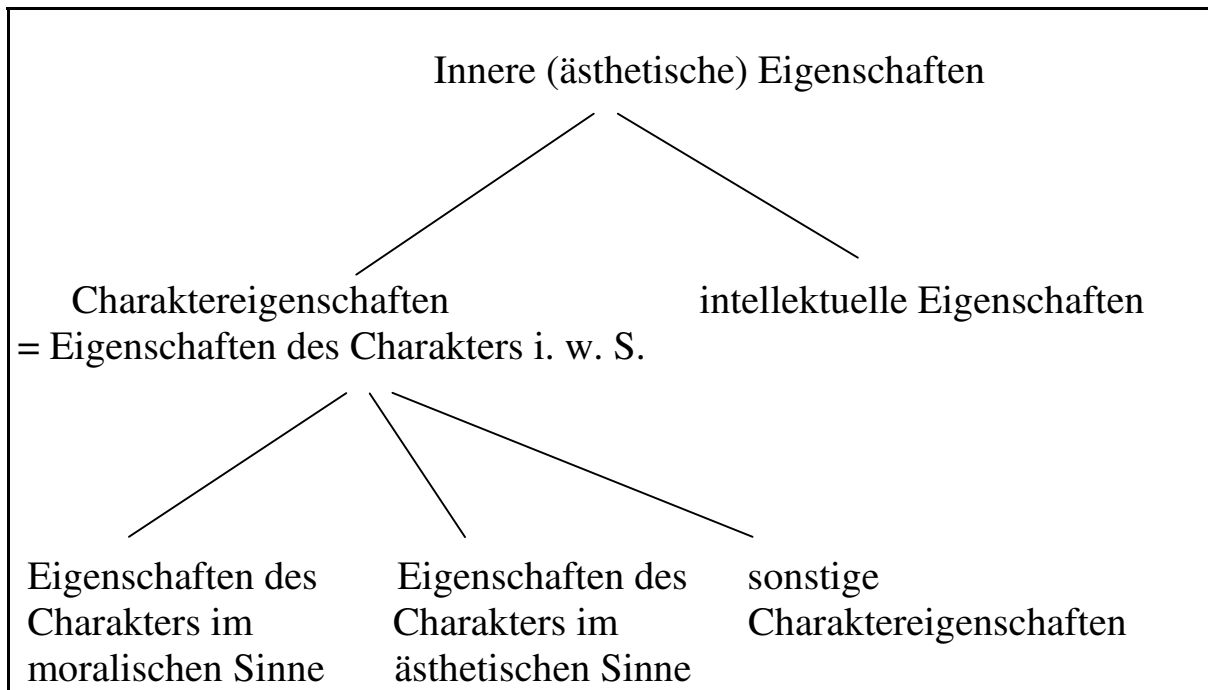 Innere (ästhetische) Eigenschaften
Charaktereigenschaften
intellektuelle Eigenschaften
= Eigenschaften des Charakters i. w. S.
Eigenschaften des
Charakters im
moralischen Sinne
Eigenschaften des
Charakters im
ästhetischen Sinne
sonstige
Charaktereigenschaften